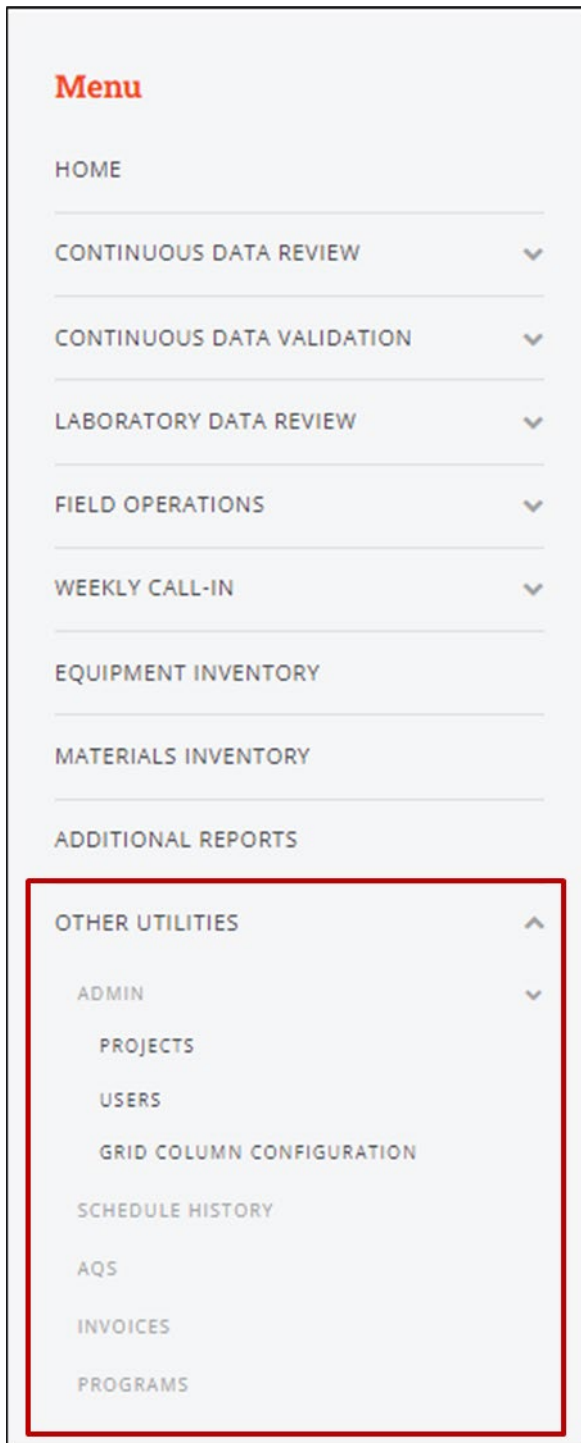 Menu
HOME
CONTINUOUS DATA REVIEW
CONTINUOUS DATA VALIDATION
LABORATORY DATA REVIEW
FIELD OPERATIONS
WEEKLY CALL-IN
EQUIPMENT INVENTORY
MATERIALS INVENTORY
ADDITIONAL REPORTS
OTHER UTILITIES
ADMIN
PROJECTS
USERS
GRID COLUMN CONFIGURATION
SCHEDULE HISTORY
AQS
INVOICES
PROGRAMS